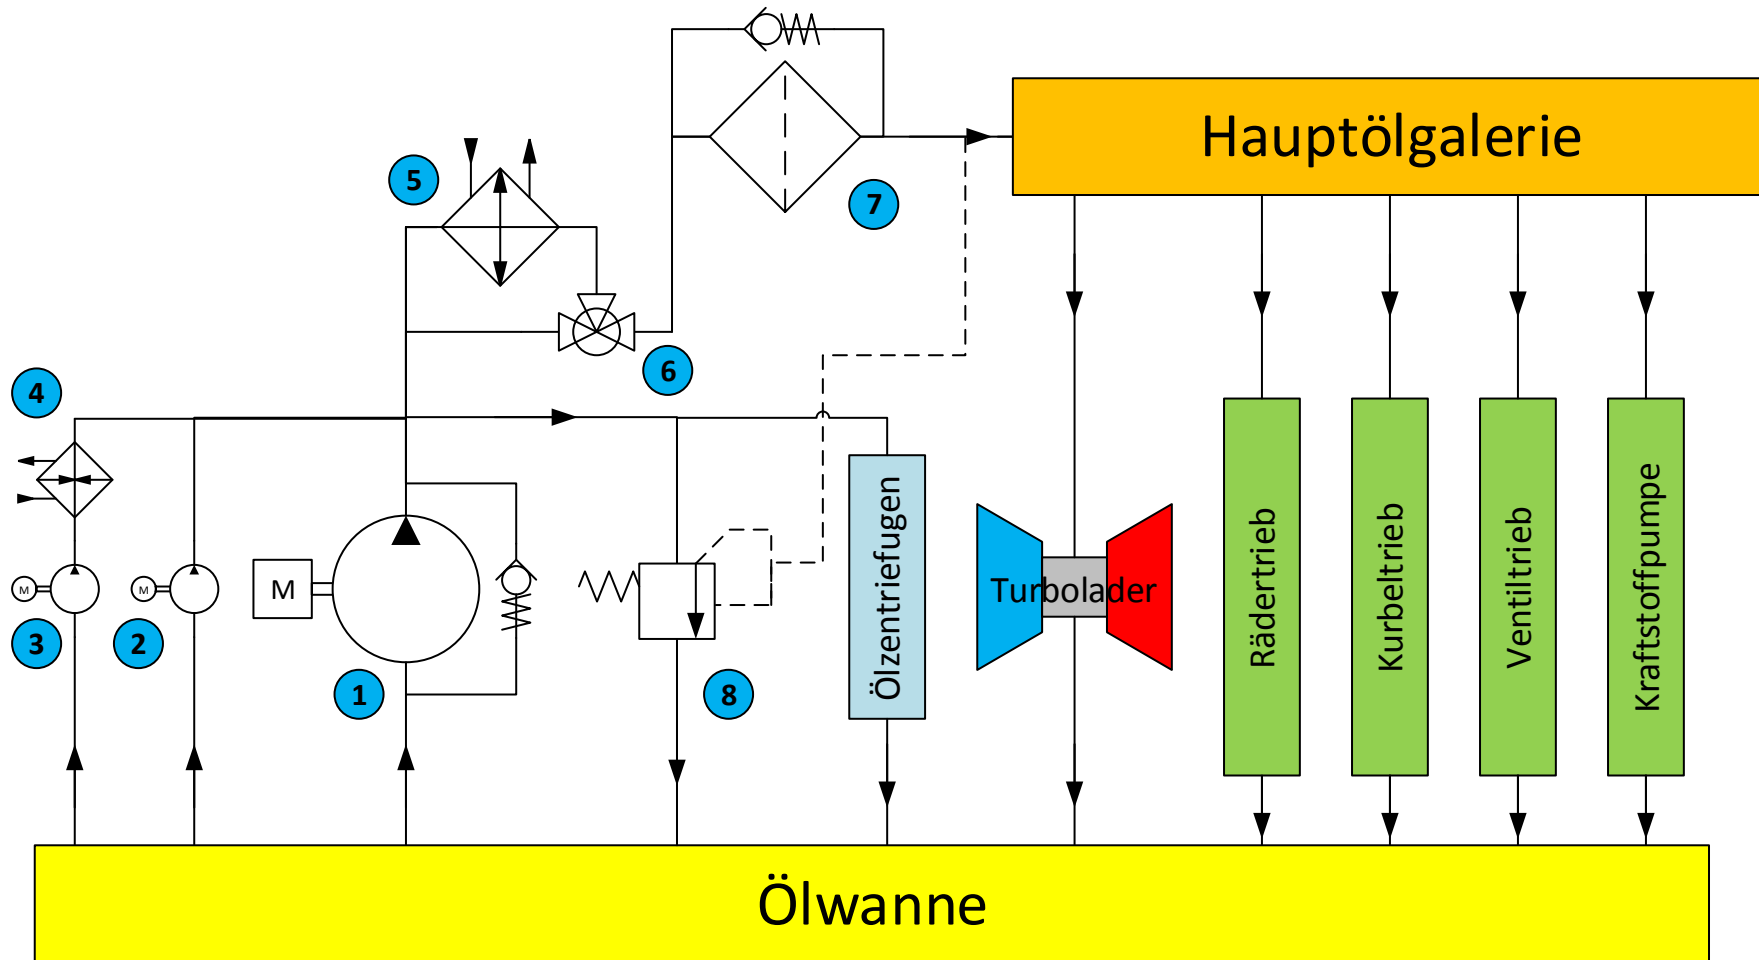 Hauptölgalerie
5
7
6
4
3
2
1
8
M
M
M
Ölzentriefugen
Turbolader
Rädertrieb
Kurbeltrieb
Ventiltrieb
Kraftstoffpumpe
Ölwanne